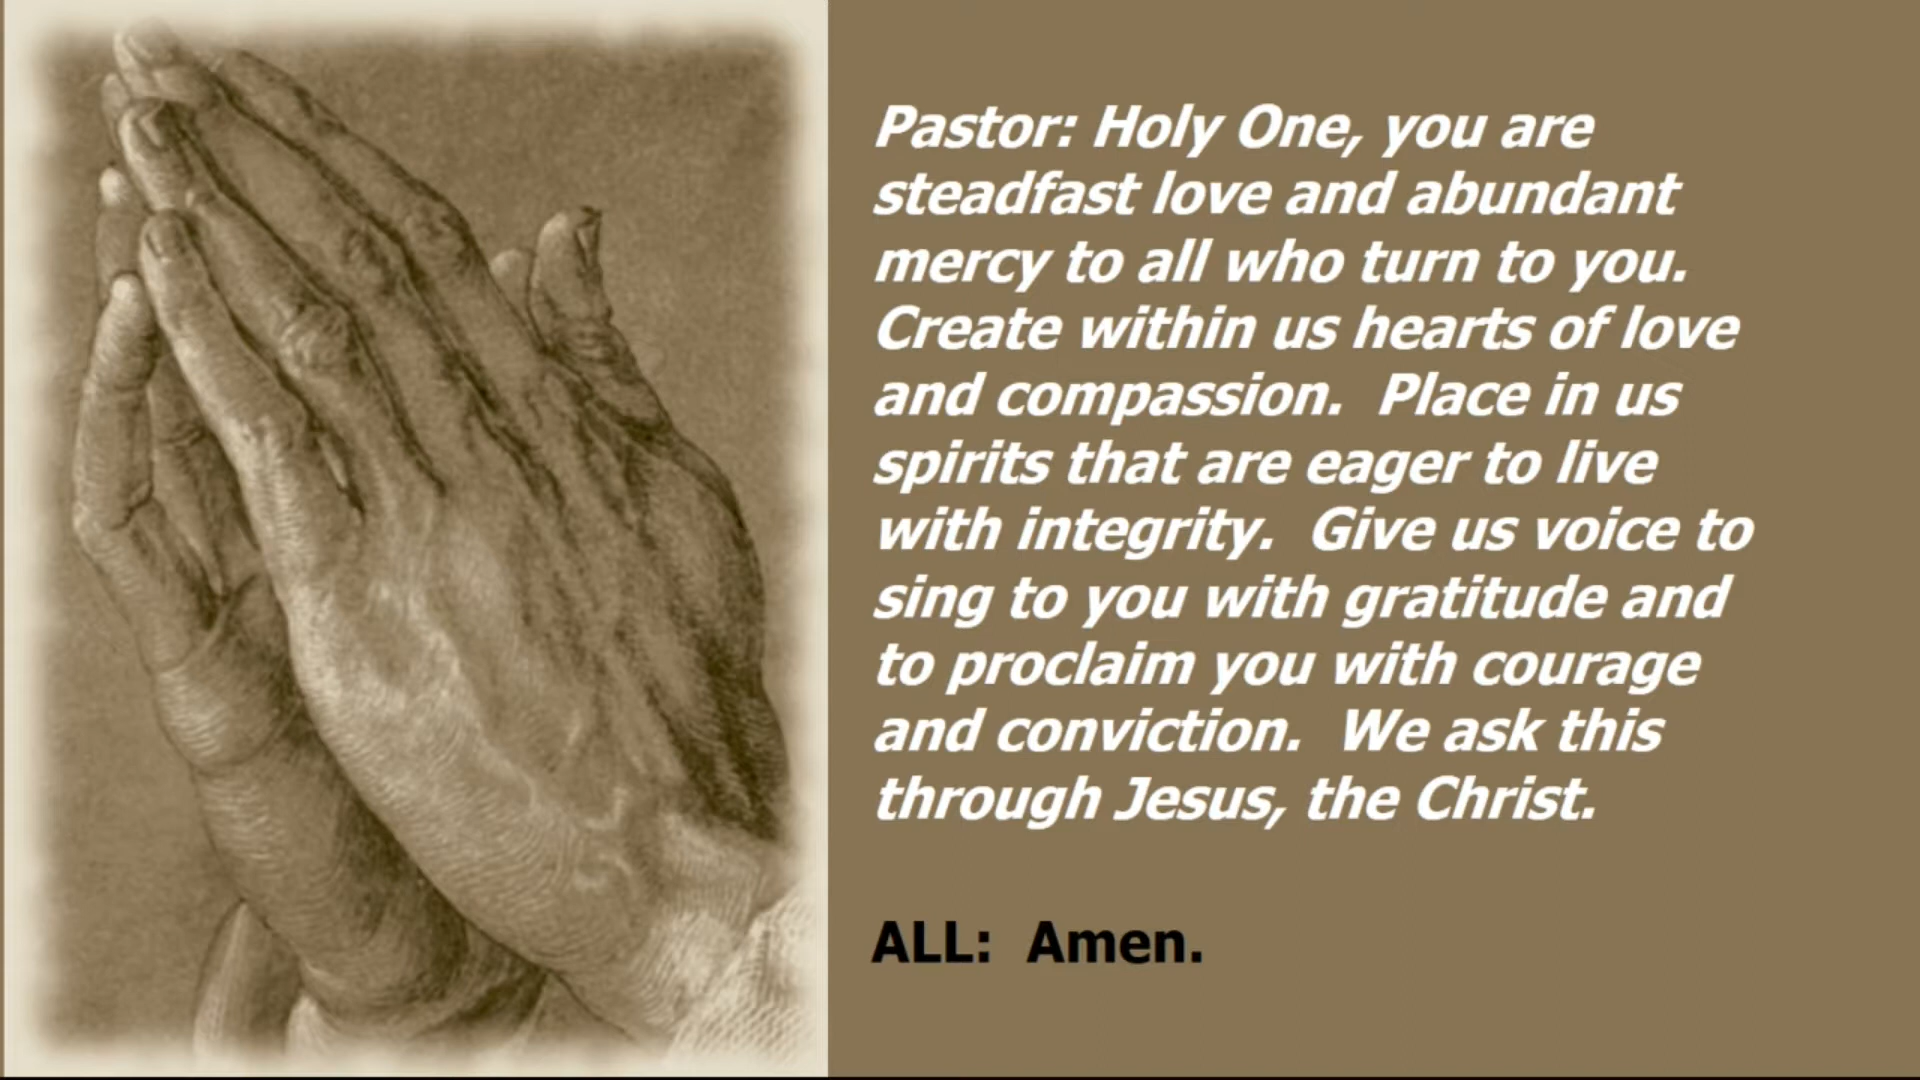 Pastor: Holy One, you are
steadfast love and abundant
mercy to all who turn to you.
Create within us hearts of love
and compassion.  Place in us
spirits that are eager to live
with integrity.  Give us voice to
sing to you with gratitude and
to proclaim you with courage
and conviction.  We ask this
through Jesus, the Christ.
ALL:  Amen.